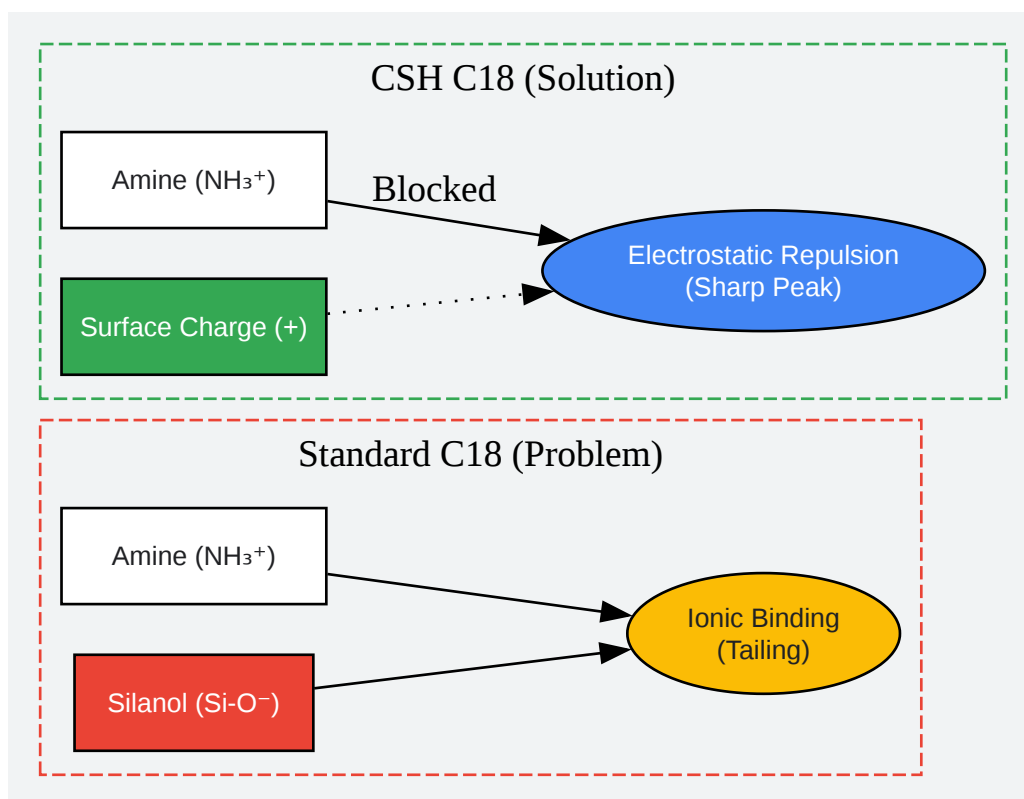 CSH C18 (Solution)
Amine (NH₃⁺)
Blocked
Electrostatic Repulsion
(Sharp Peak)
Surface Charge (+)
Standard C18 (Problem)
Amine (NH₃⁺)
Ionic Binding
(Tailing)
Silanol (Si-O⁻)